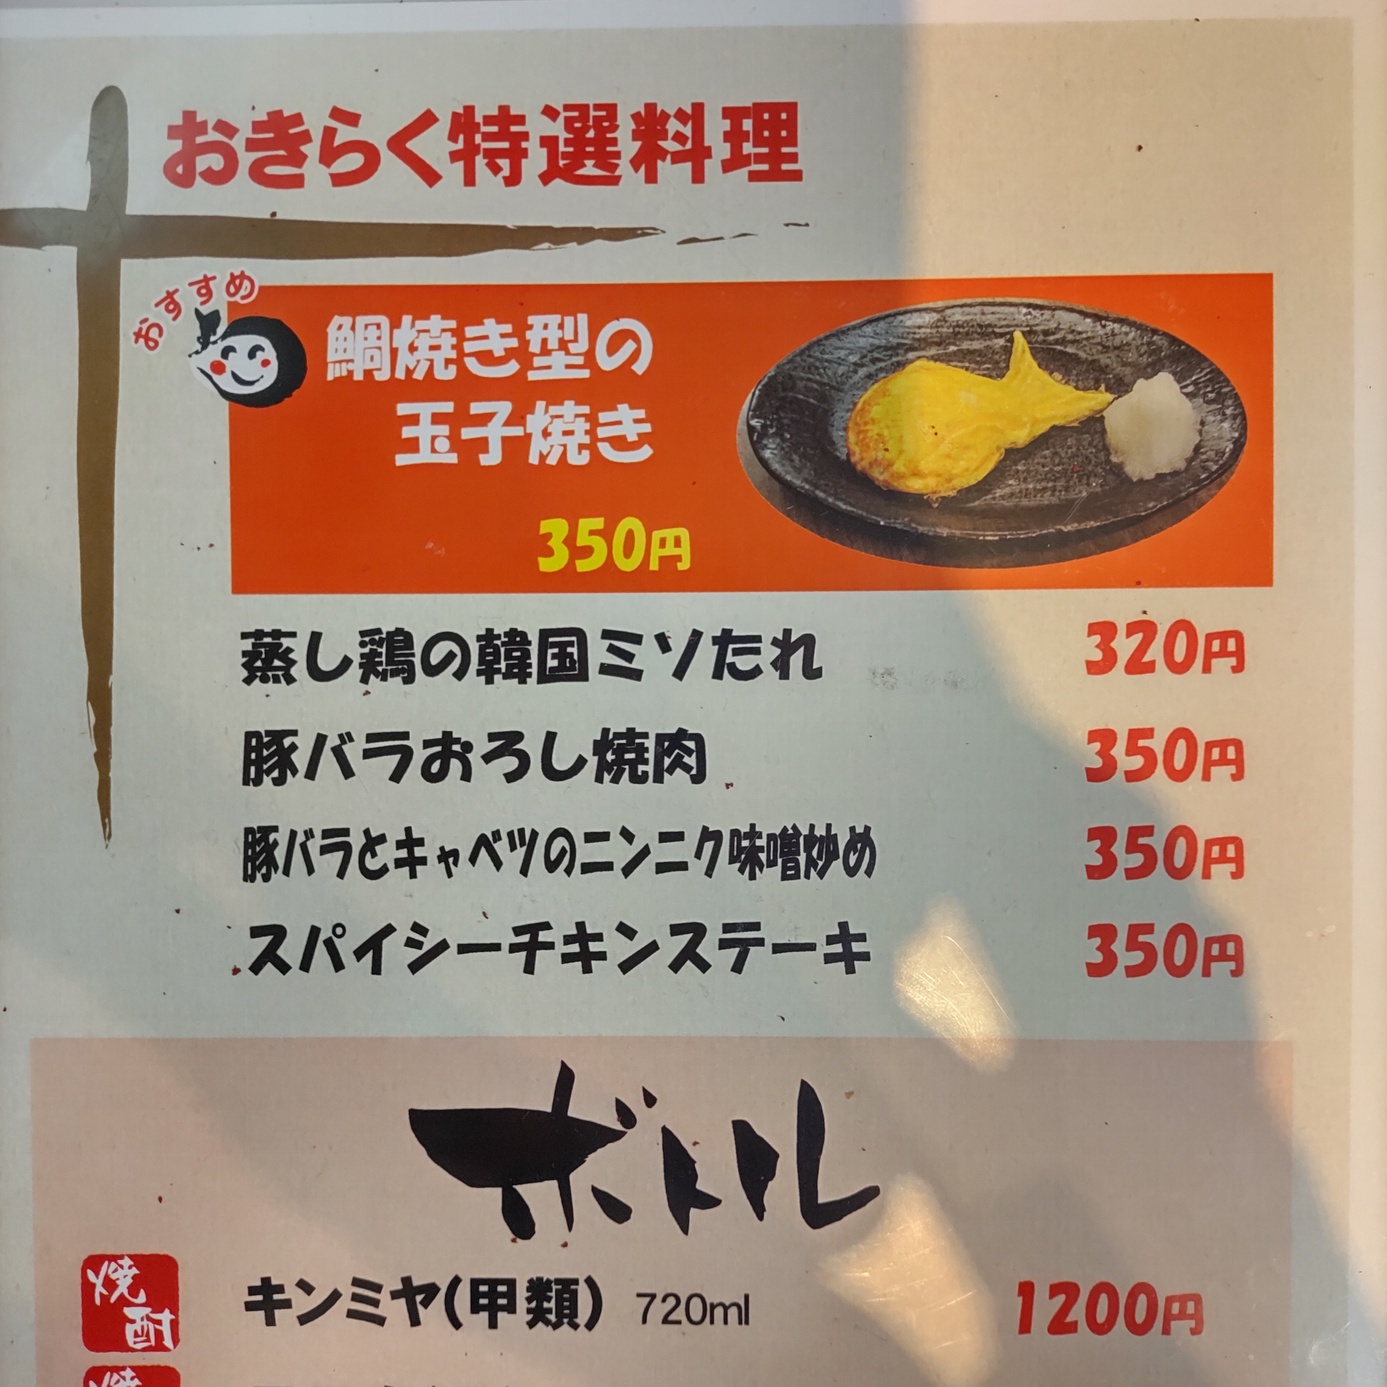 おきらく特選料理
おすすめ
鯛焼き型の
玉子焼き
350円
蒸し鶏の韓国ミソたれ 320円
豚バラおろし焼肉 350円
豚バラとキャベツのニンニク味噌炒め 350円
スパイシーチキンステーキ 350円
ボトル
焼酎 キンミヤ(甲類) 720ml 1200円